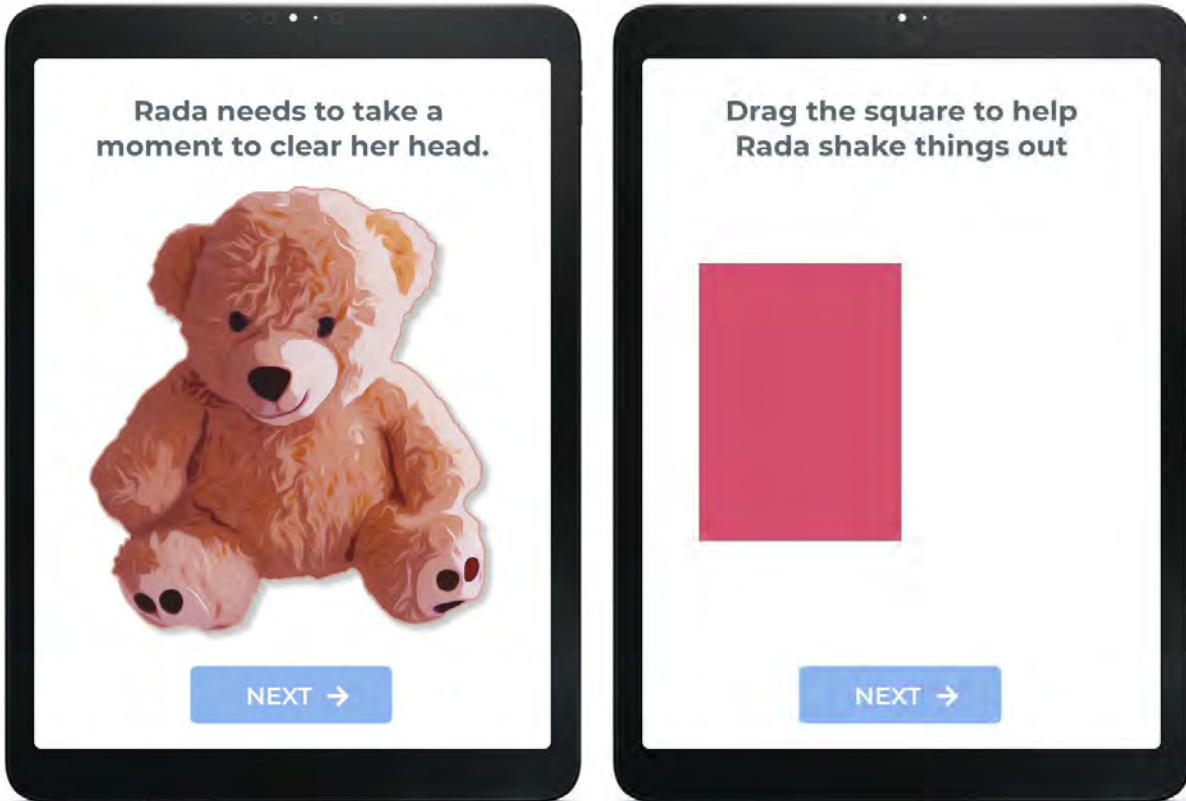 Rada needs to take a
moment to clear her head.
NEXT →
Drag the square to help
Rada shake things out
NEXT →